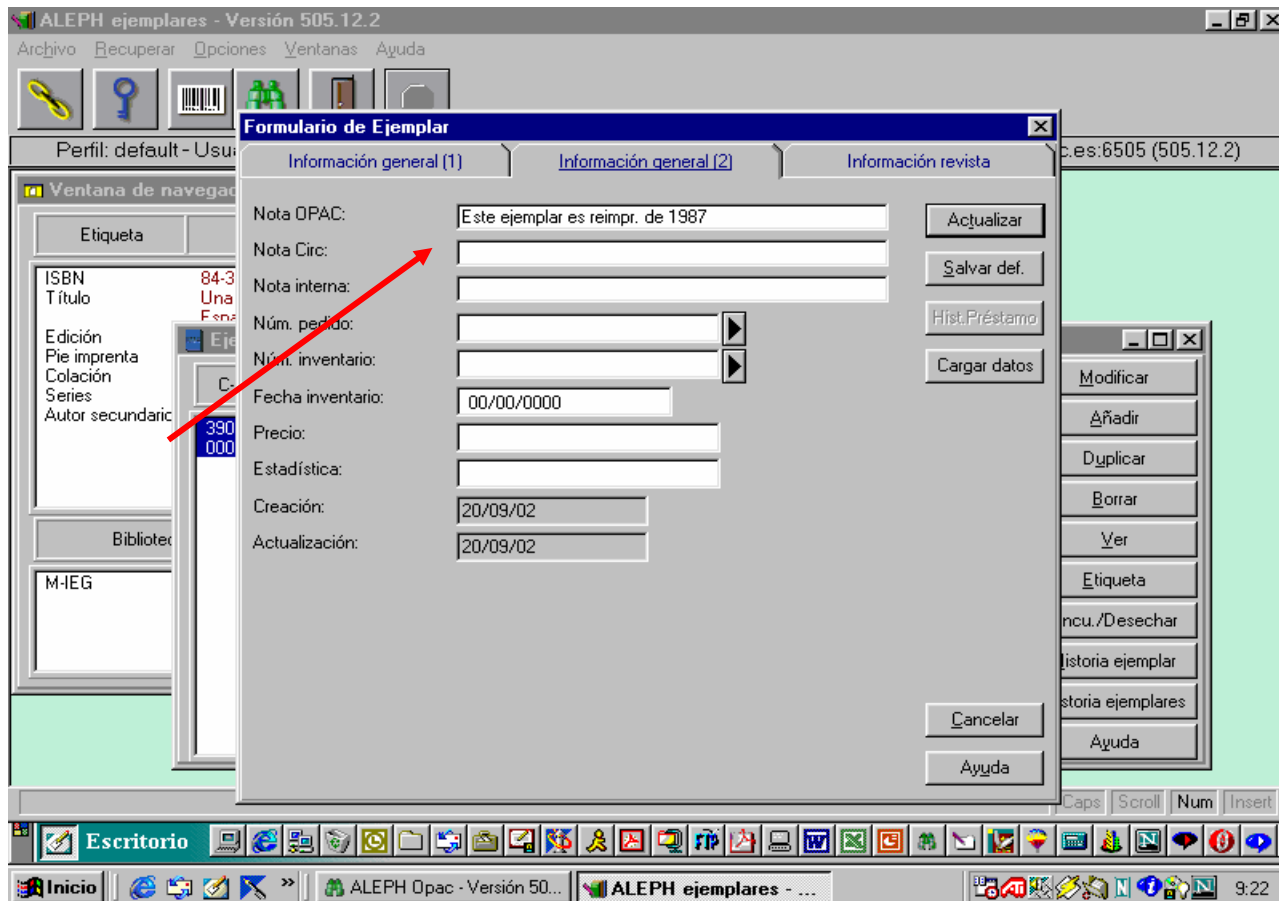 ALEPH ejemplares - Versión 505.12.2
Archivo Recuperar Opciones Ventanas Ayuda
Perfil: default - c.es:6505 (505.12.2)
Formulario de Ejemplar
Información general (1) Información general (2) Información revista
Nota OPAC: Este ejemplar es reimpr. de 1987 Actualizar
Nota Circ:
Salvar def.
Nota interna:
Núm. pedido: Hist.Préstamo
Núm. inventario: Cargar datos
Fecha inventario: 00/00/0000
Precio:
Estadística:
Creación: 20/09/02
Actualización: 20/09/02
Cancelar
Ayuda
Ventana de
Etiqueta
ISBN 84-3
Título Una
Edición
Pie imprenta
Colación
Series
Autor
Biblio
M-IEG
C-
390
000
Modificar
Añadir
Duplicar
Borrar
Ver
Etiqueta
ncu./Desechar
istoria ejemplar
storia ejemplares
Ayuda
Caps Scroll Num Insert
Escritorio
Inicio » ALEPH Opac - Versión 50... ALEPH ejemplares - ... 9:22